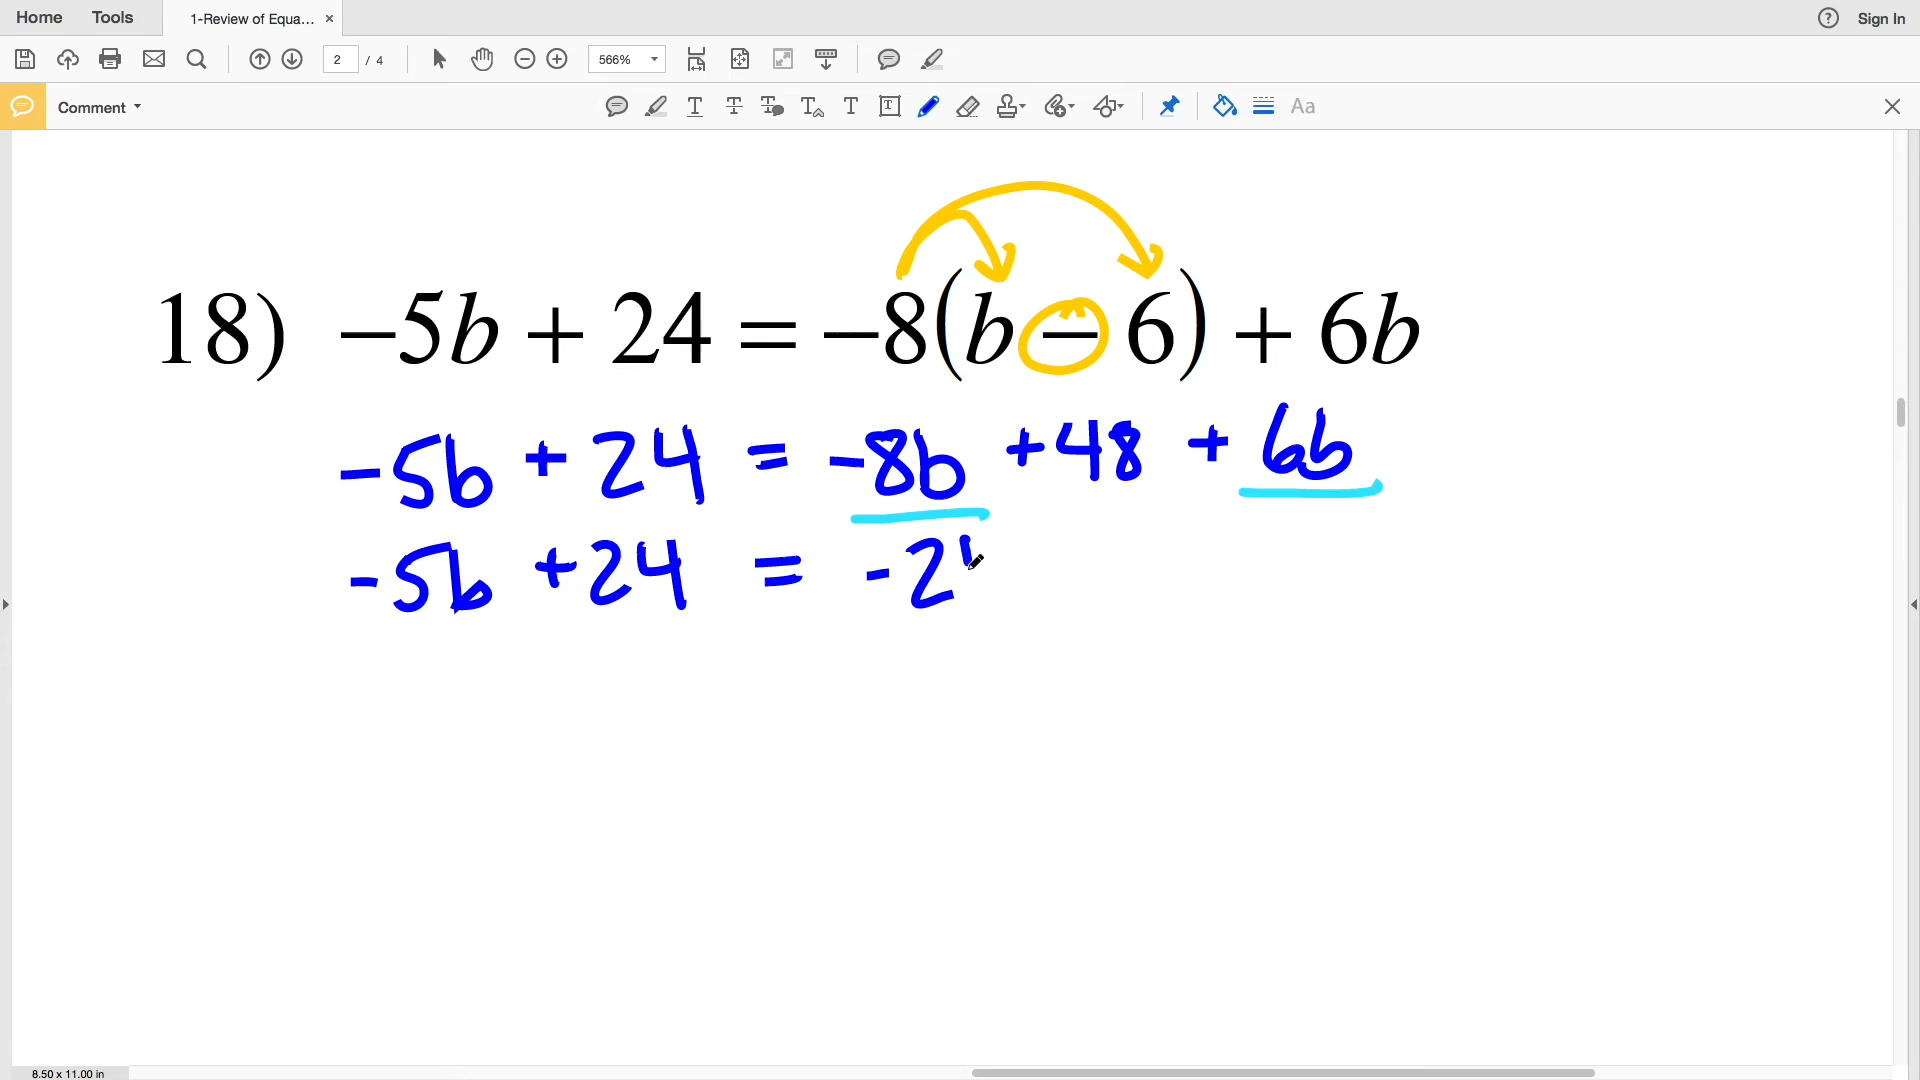 Home Tools 1-Review of Equa... × ? Sign In
2 / 4 566%
Comment T T T T T T Aa
18) −5b + 24 = −8(b − 6) + 6b
-5b + 24 = -8b +48 + 6b
-5b +24 = -2
8.50 x 11.00 in